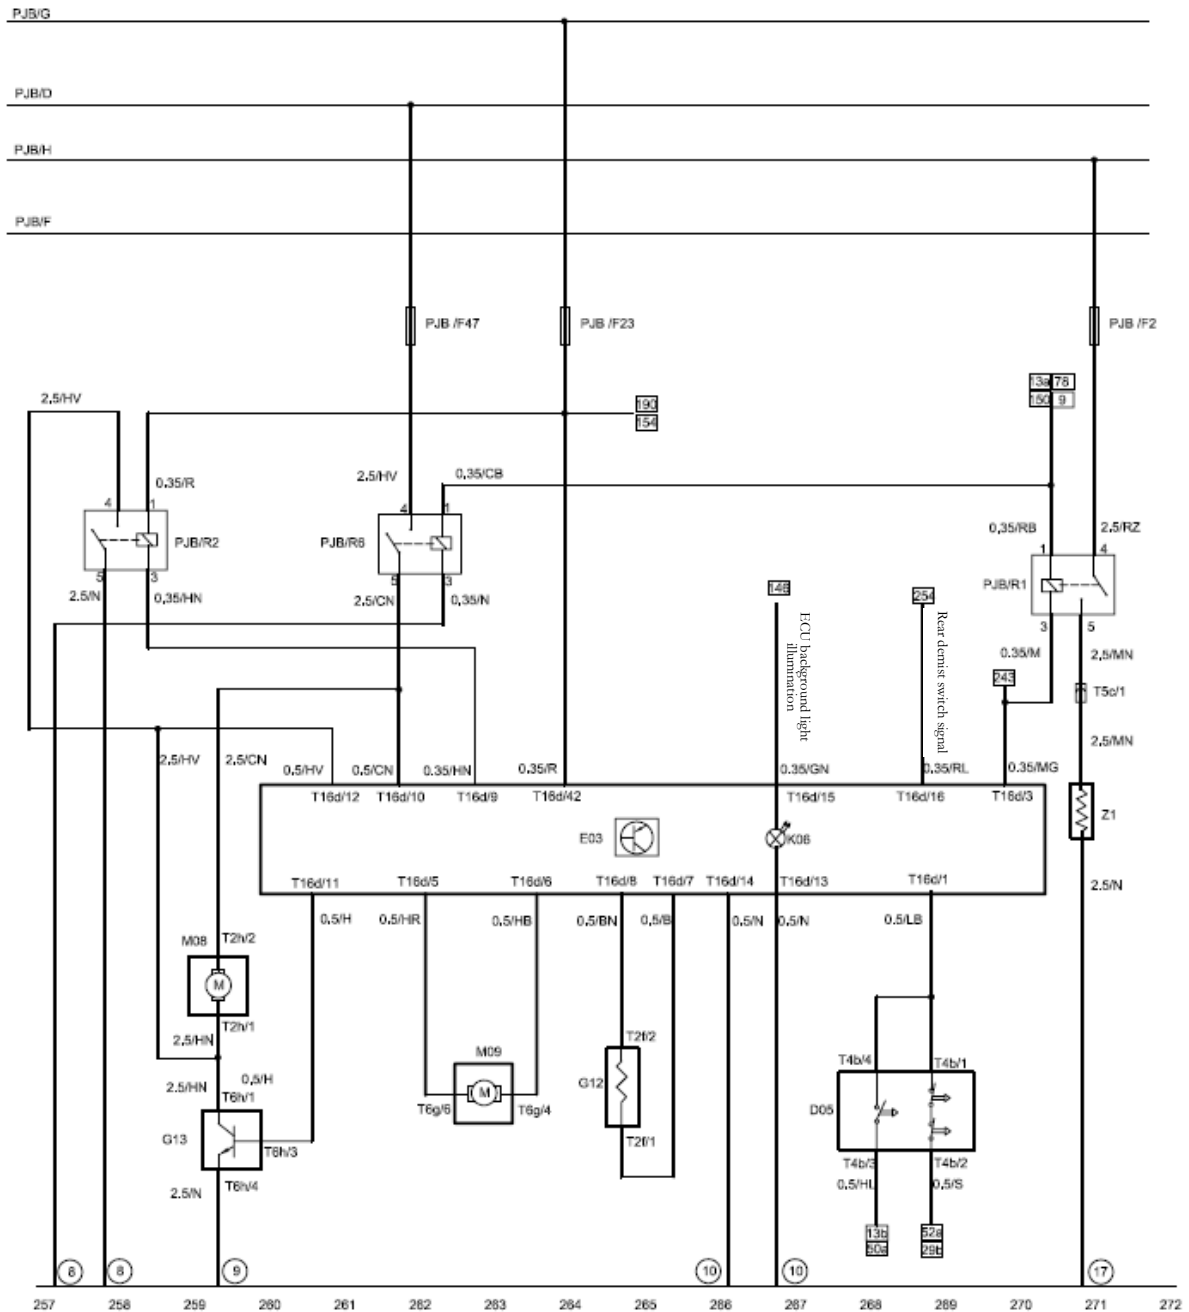 PJB/G
PJB/D
PJB/H
PJB/F
PJB /F47
PJB /F23
PJB /F2
13a 78
150 9
190
154
2,5/HV
0,35/R
2.5/HV
0,35/CB
0,35/RB
2,5/RZ
4 1
4 1
1 4
PJB/R2
PJB/R6
PJB/R1
5 3
5 3
3 5
2.5/N
0,35/HN
2.5/CN
0,35/N
146
254
ECU background light
illumination
Rear demist switch signal
0.35/M
2,5/MN
243
T5c/1
2,5/MN
2,5/HV
2,5/CN
0.5/HV
0.5/CN
0.35/HN
0.35/R
0.35/GN
0.35/RL
0.35/MG
T16d/12
T16d/10
T16d/9
T16d/42
T16d/15
T16d/16
T16d/3
E03
K06
Z1
T16d/11
T16d/5
T16d/6
T16d/8
T16d/7
T16d/14
T16d/13
T16d/1
2.5/N
0.5/H
0.5/HR
0.5/HB
0.5/BN
0,5/B
0.5/N
0.5/N
0.5/LB
M08
T2h/2
M
T2h/1
2,5/HN
2.5/HN
0,5/H
T6h/1
G13
T6h/3
T6h/4
2.5/N
M09
M
T6g/6
T6g/4
T2f/2
G12
T2f/1
T4b/4
T4b/1
D05
T4b/3
T4b/2
0.5/HL
0,5/S
13b
50a
52a
29b
8
8
9
10
10
17
257 258 259 260 261 262 263 264 265 266 267 268 269 270 271 272